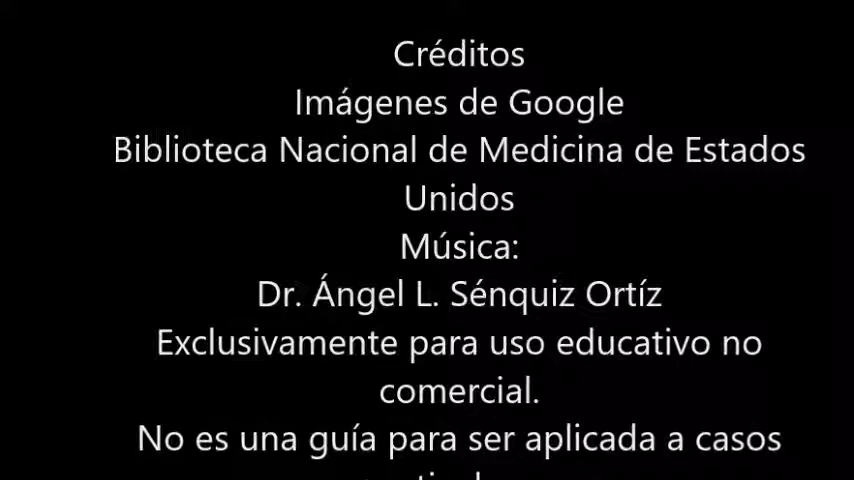 Créditos
Imágenes de Google
Biblioteca Nacional de Medicina de Estados
Unidos
Música:
Dr. Ángel L. Sénquiz Ortíz
Exclusivamente para uso educativo no
comercial.
No es una guía para ser aplicada a casos